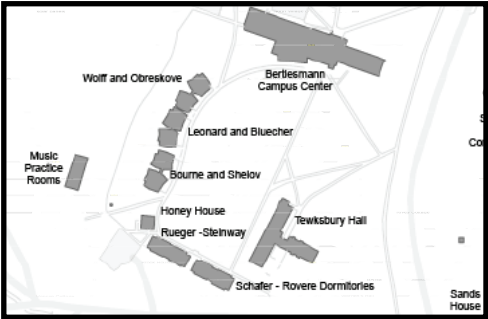 Bertlesmann
Campus Center
Wolff and Obreskove
Leonard and Bluecher
Music
Practice
Rooms
Bourne and Shelov
Honey House
Rueger -Steinway
Tewksbury Hall
Schafer - Rovere Dormitories
S
Co
Sands
House